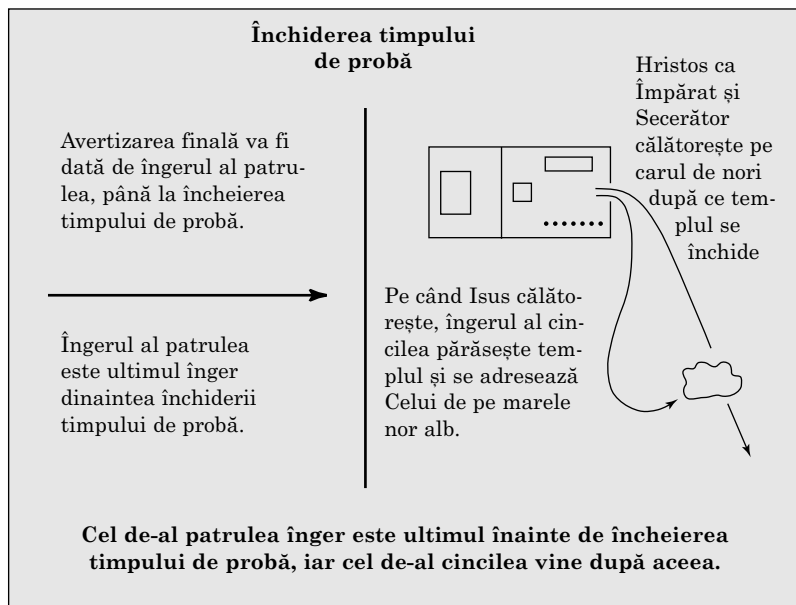 Închiderea timpului
de probă
Avertizarea finală va fi
dată de îngerul al patru-
lea, până la încheierea
timpului de probă.
Îngerul al patrulea
este ultimul înger
dinaintea închiderii
timpului de probă.
Hristos ca
Împărat și
Secerător
călătorește pe
carul de nori
după ce tem-
plul se
închide
Pe când Isus călăto-
rește, îngerul al cin-
cilea părăsește tem-
plul și se adresează
Celui de pe marele
nor alb.
Cel de-al patrulea înger este ultimul înainte de încheierea
timpului de probă, iar cel de-al cincilea vine după aceea.